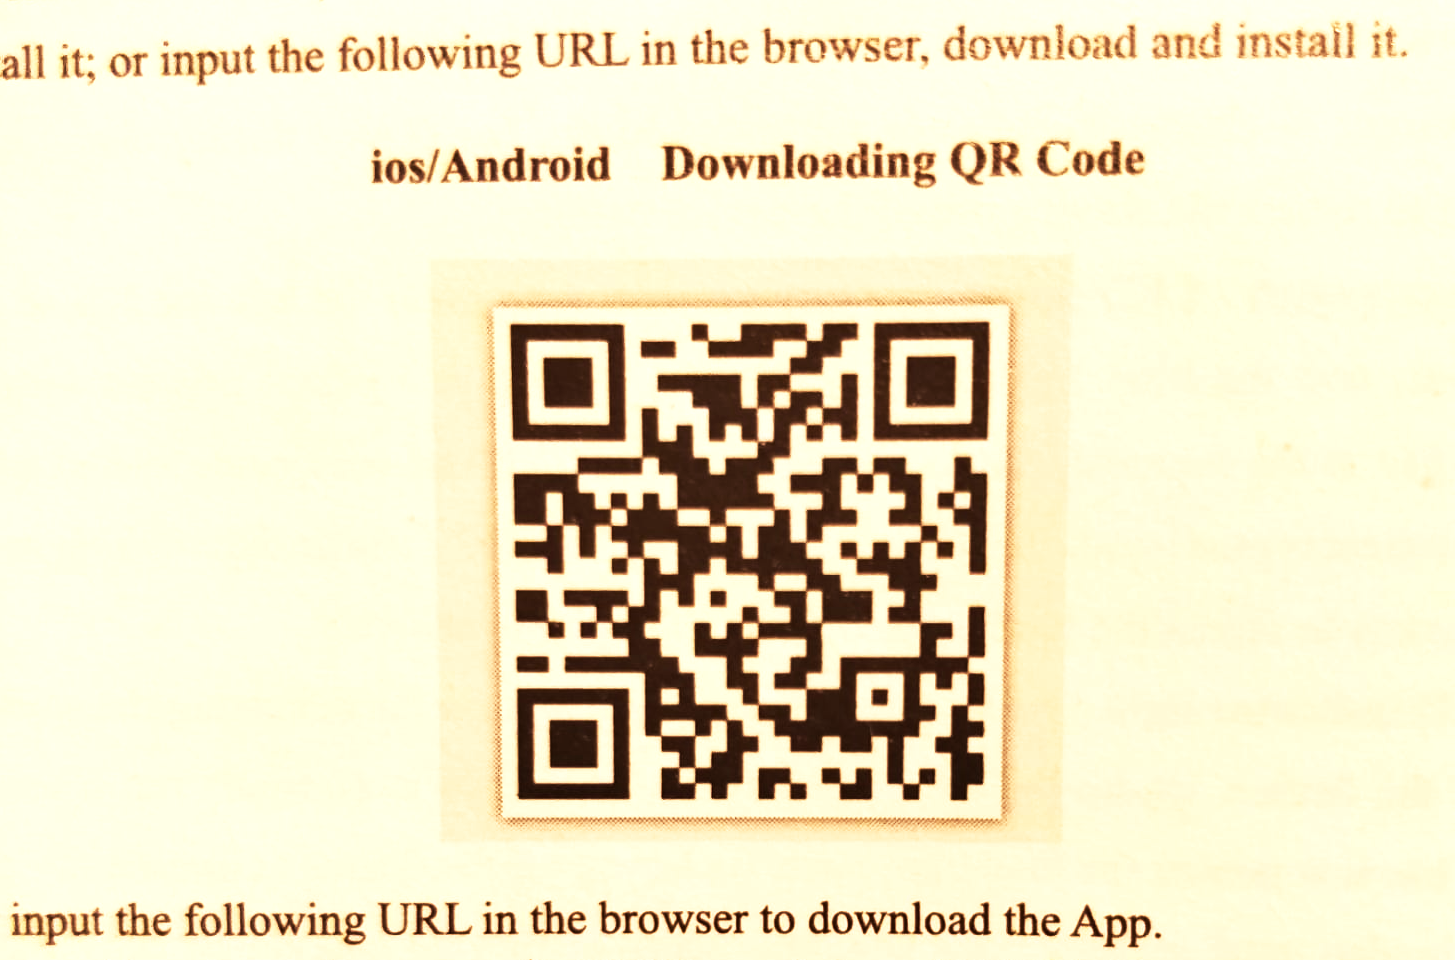 all it; or input the following URL in the browser, download and install it.
ios/Android Downloading QR Code
input the following URL in the browser to download the App.